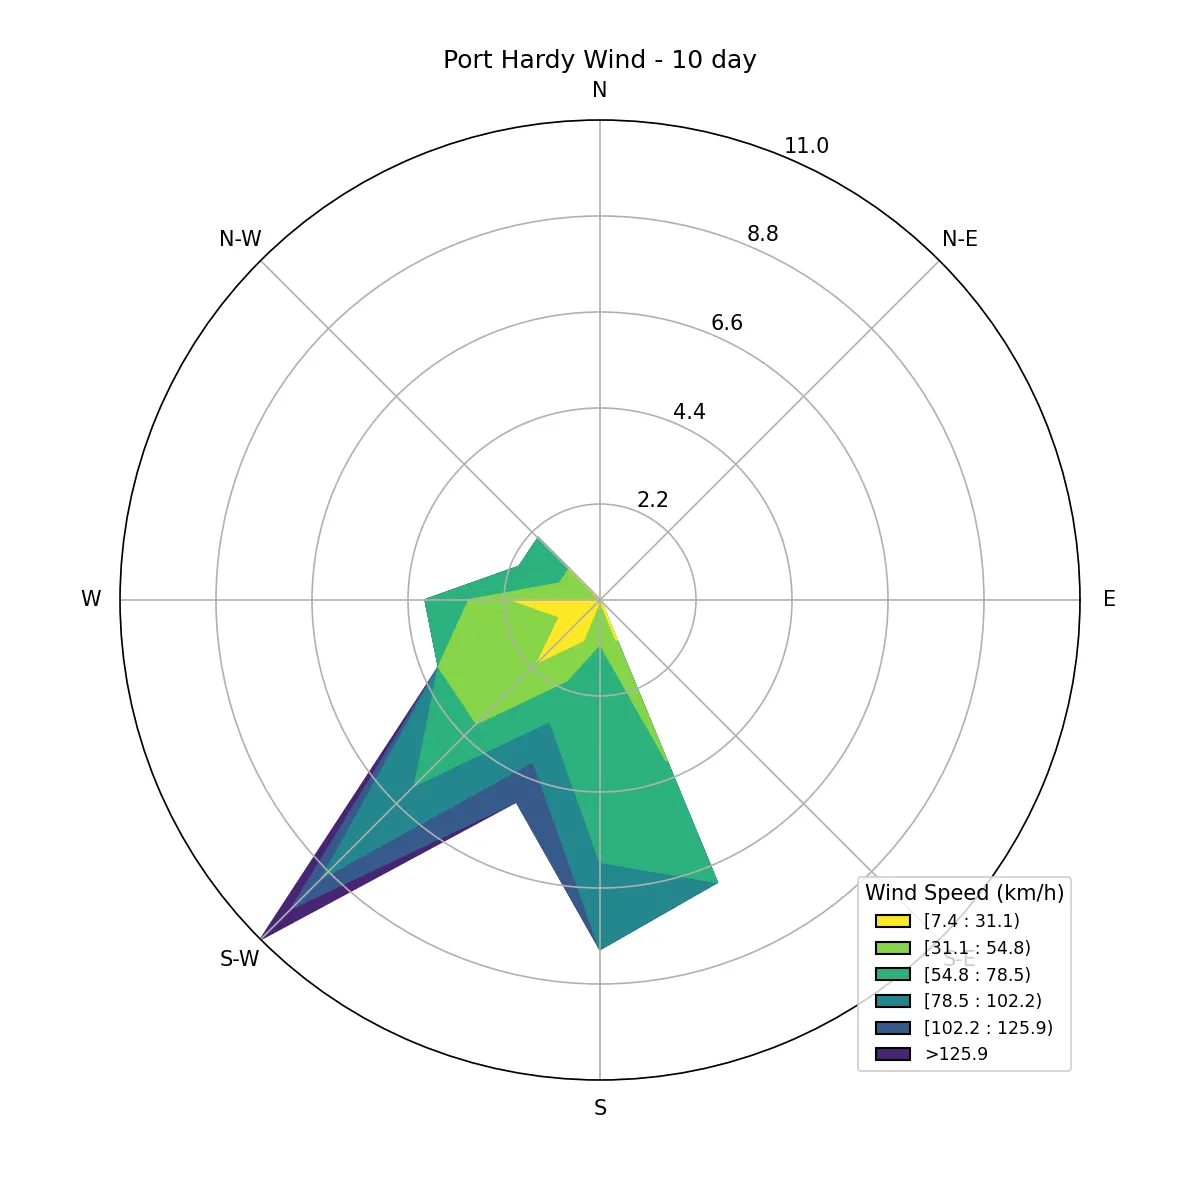 Port Hardy Wind - 10 day
N
11.0
N-W
8.8
N-E
6.6
4.4
2.2
W
E
S-W
S-E
S
Wind Speed (km/h)
[7.4 : 31.1)
[31.1 : 54.8)
[54.8 : 78.5)
[78.5 : 102.2)
[102.2 : 125.9)
>125.9